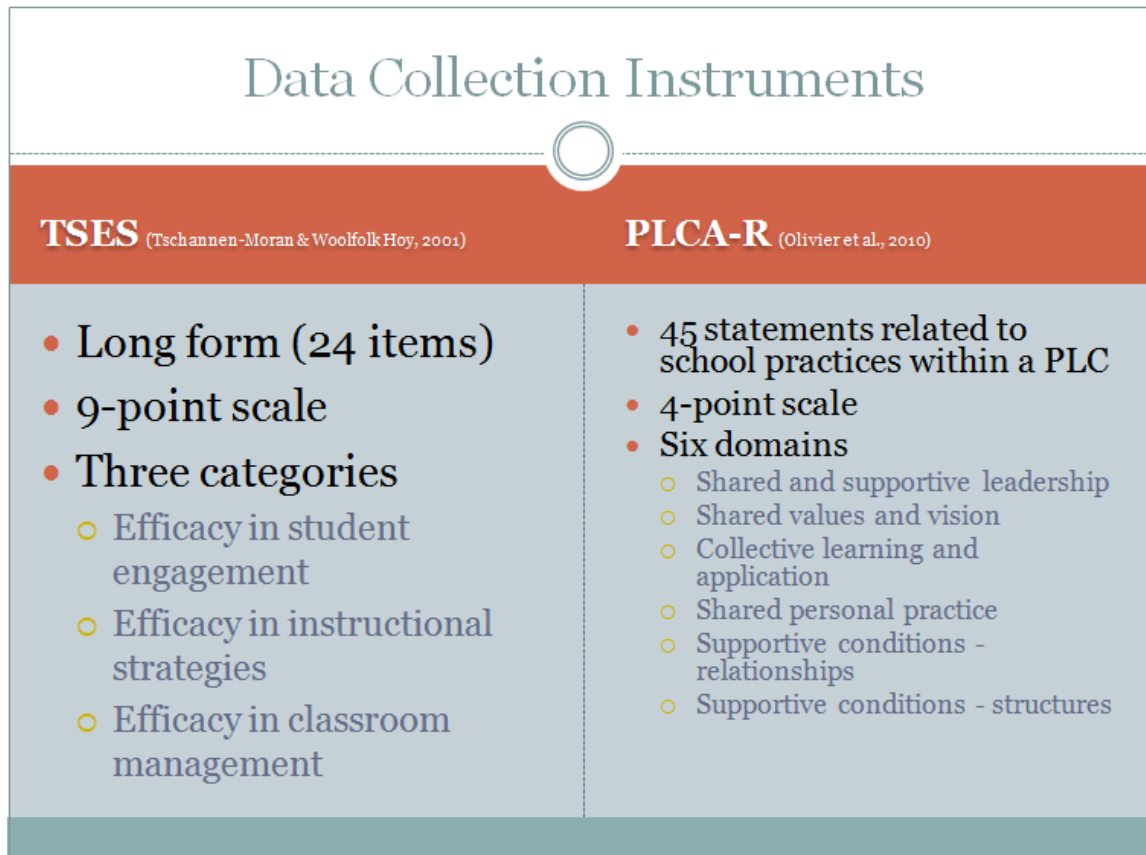 Data Collection Instruments
TSES (Tschannen-Moran & Woolfolk Hoy, 2001)
• Long form (24 items)
• 9-point scale
• Three categories
o Efficacy in student
engagement
o Efficacy in instructional
strategies
o Efficacy in classroom
management
PLCA-R (Olivier et al., 2010)
• 45 statements related to
school practices within a PLC
• 4-point scale
• Six domains
o Shared and supportive leadership
o Shared values and vision
o Collective learning and
application
o Shared personal practice
o Supportive conditions -
relationships
o Supportive conditions - structures